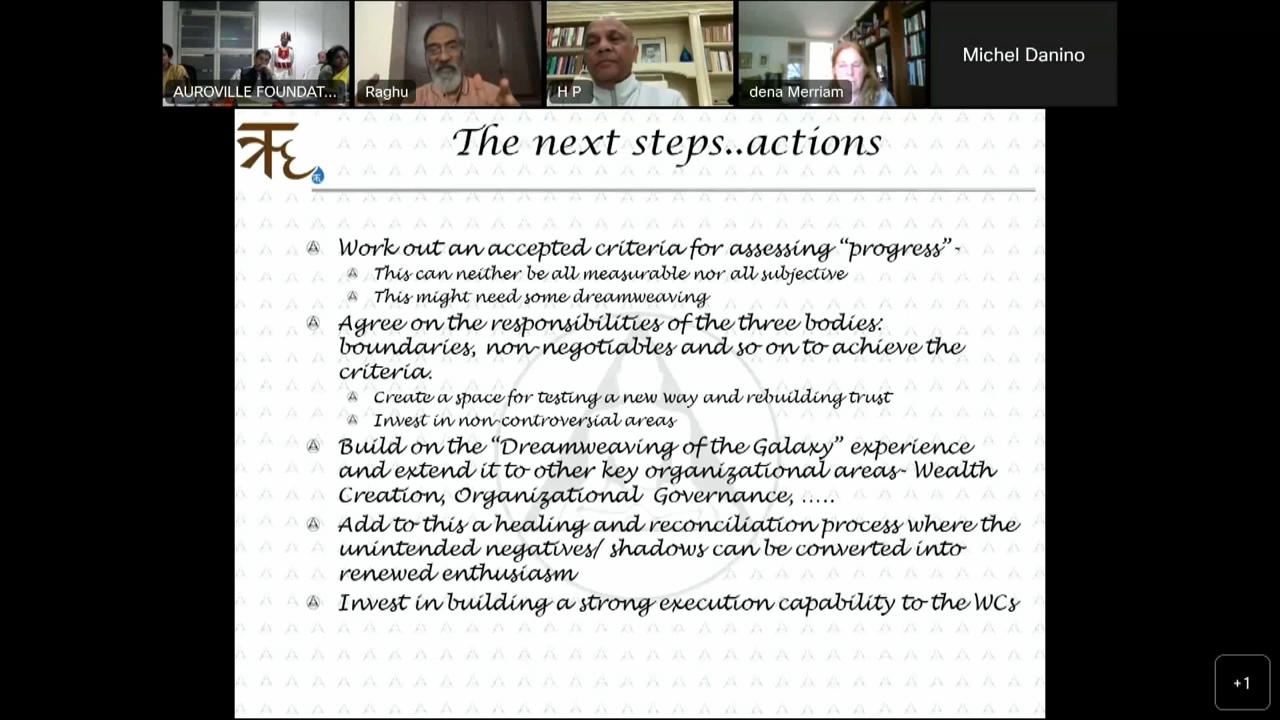 AUROVILLE FOUNDAT...
Raghu
H P
dena Merriam
Michel Danino
The next steps..actions
Work out an accepted criteria for assessing “progress”-
This can neither be all measurable nor all subjective
This might need some dreamweaving
Agree on the responsibilities of the three bodies:
boundaries, non-negotiables and so on to achieve the
criteria.
Create a space for testing a new way and rebuilding trust
Invest in non-controversial areas
Build on the “Dreamweaving of the Galaxy” experience
and extend it to other key organizational areas- Wealth
Creation, Organizational Governance, .....
Add to this a healing and reconciliation process where the
unintended negatives/ shadows can be converted into
renewed enthusiasm
Invest in building a strong execution capability to the WCs
+1